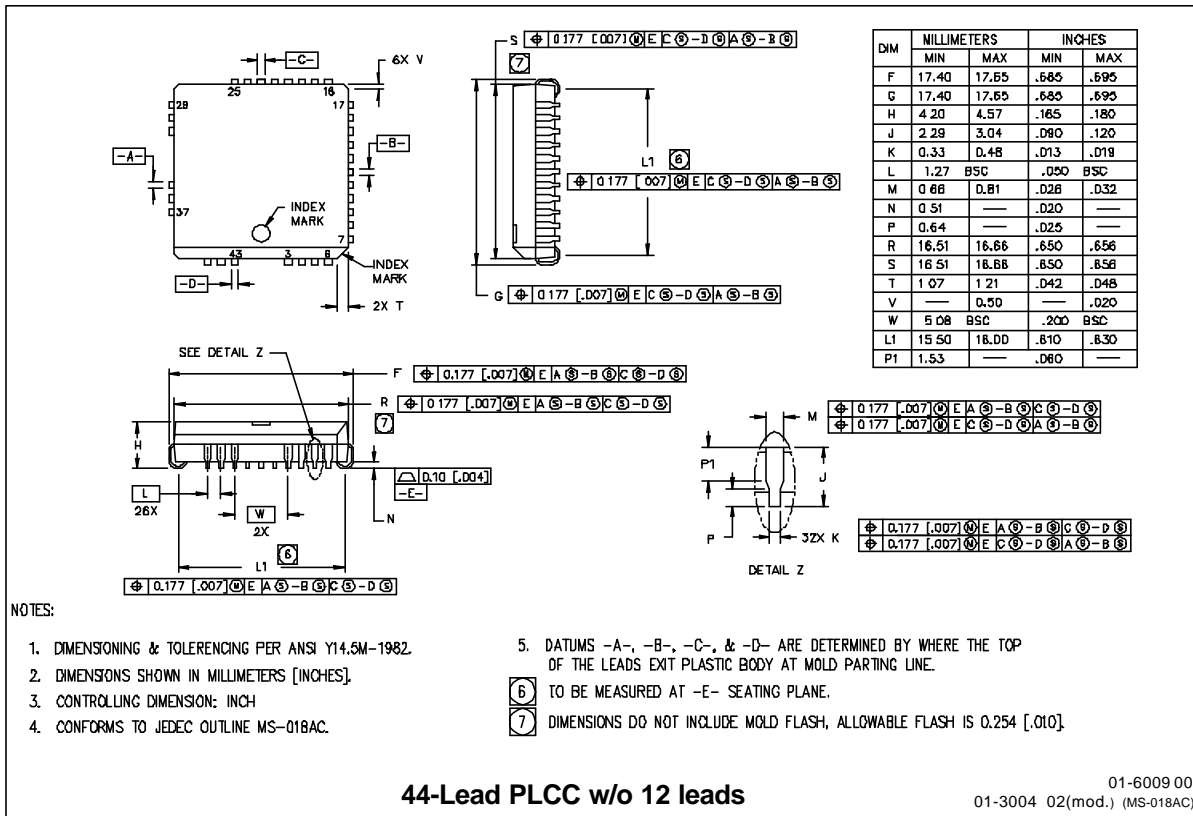 S ⌖ 0.177 [.007] Ⓜ E C Ⓢ - D Ⓢ A Ⓢ - B Ⓢ
7
-C-
6X V
25 16
29 17
-B-
-A-
L1 6
⌖ 0.177 [.007] Ⓜ E C Ⓢ - D Ⓢ A Ⓢ - B Ⓢ
37
INDEX
MARK
7
43 3 6
INDEX
MARK
-D-
2X T
G ⌖ 0.177 [.007] Ⓜ E C Ⓢ - D Ⓢ A Ⓢ - B Ⓢ
DIM MILLIMETERS INCHES
MIN MAX MIN MAX
F 17.40 17.65 .685 .695
G 17.40 17.65 .685 .695
H 4.20 4.57 .165 .180
J 2.29 3.04 .090 .120
K 0.33 0.48 .013 .019
L 1.27 BSC .050 BSC
M 0.66 0.81 .026 .032
N 0.51 — .020 —
P 0.64 — .025 —
R 16.51 16.66 .650 .656
S 16.51 16.66 .650 .656
T 1.07 1.21 .042 .048
V — 0.50 — .020
W 5.08 BSC .200 BSC
L1 15.50 16.00 .610 .630
P1 1.53 — .060 —
SEE DETAIL Z
F ⌖ 0.177 [.007] Ⓜ E A Ⓢ - B Ⓢ C Ⓢ - D Ⓢ
R ⌖ 0.177 [.007] Ⓜ E A Ⓢ - B Ⓢ C Ⓢ - D Ⓢ
7
H
⏢ 0.10 [.004]
-E-
L
26X
W
2X
N
6
L1
⌖ 0.177 [.007] Ⓜ E A Ⓢ - B Ⓢ C Ⓢ - D Ⓢ
M
⌖ 0.177 [.007] Ⓜ E A Ⓢ - B Ⓢ C Ⓢ - D Ⓢ
⌖ 0.177 [.007] Ⓜ E C Ⓢ - D Ⓢ A Ⓢ - B Ⓢ
P1
J
P
32X K
⌖ 0.177 [.007] Ⓜ E A Ⓢ - B Ⓢ C Ⓢ - D Ⓢ
⌖ 0.177 [.007] Ⓜ E C Ⓢ - D Ⓢ A Ⓢ - B Ⓢ
DETAIL Z
NOTES:
1. DIMENSIONING & TOLERENCING PER ANSI Y14.5M-1982.
2. DIMENSIONS SHOWN IN MILLIMETERS [INCHES].
3. CONTROLLING DIMENSION: INCH
4. CONFORMS TO JEDEC OUTLINE MS-018AC.
5. DATUMS -A-, -B-, -C-, & -D- ARE DETERMINED BY WHERE THE TOP
OF THE LEADS EXIT PLASTIC BODY AT MOLD PARTING LINE.
6 TO BE MEASURED AT -E- SEATING PLANE.
7 DIMENSIONS DO NOT INCLUDE MOLD FLASH, ALLOWABLE FLASH IS 0.254 [.010].
44-Lead PLCC w/o 12 leads
01-6009 00
01-3004 02(mod.) (MS-018AC)